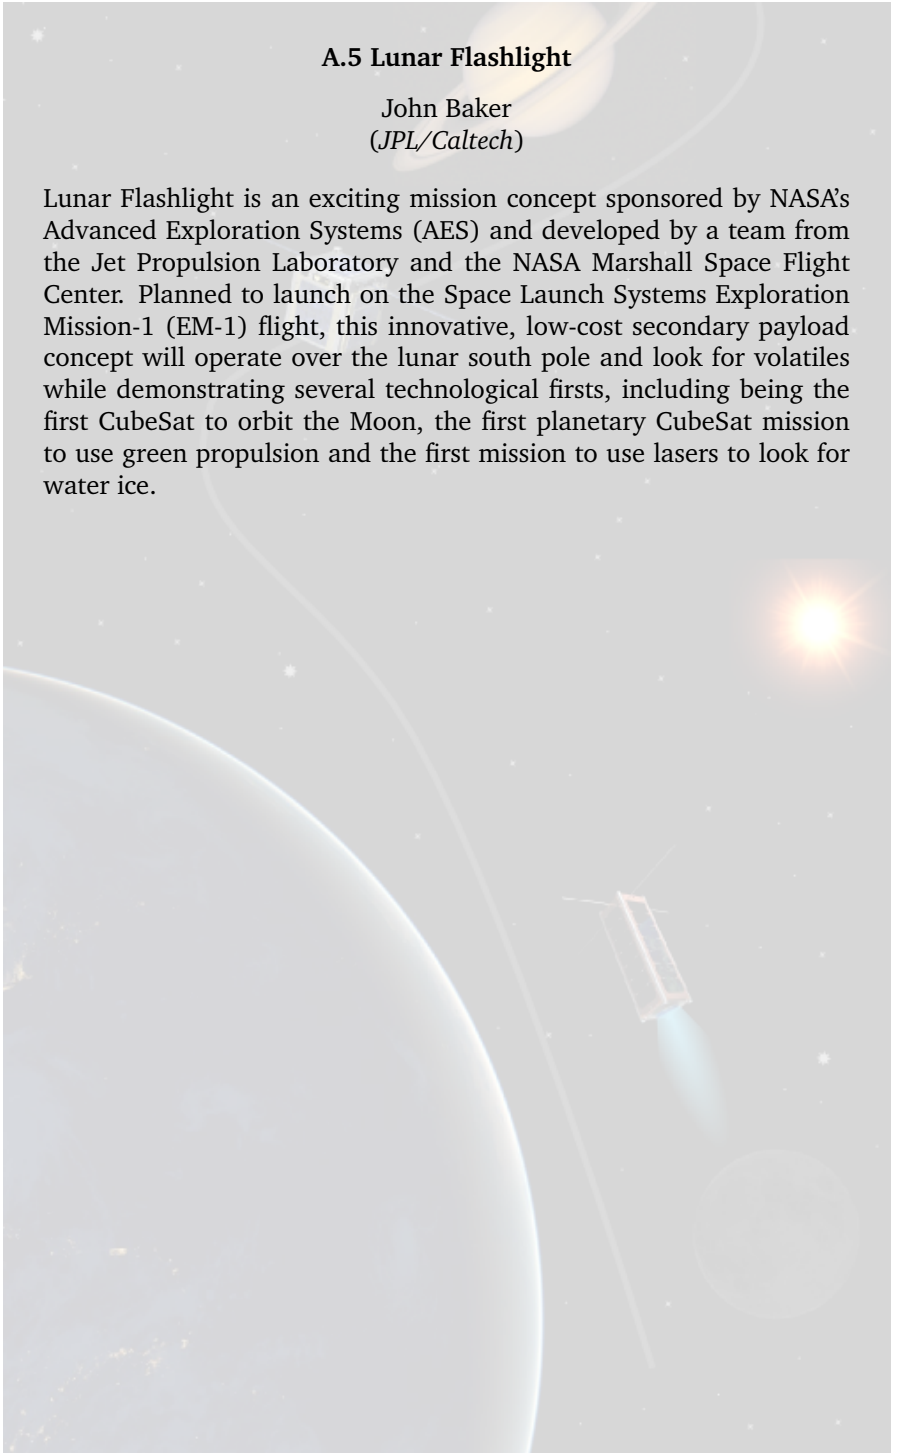 A.5 Lunar Flashlight
John Baker
(JPL/Caltech)
Lunar Flashlight is an exciting mission concept sponsored by NASA's
Advanced Exploration Systems (AES) and developed by a team from
the Jet Propulsion Laboratory and the NASA Marshall Space Flight
Center. Planned to launch on the Space Launch Systems Exploration
Mission-1 (EM-1) flight, this innovative, low-cost secondary payload
concept will operate over the lunar south pole and look for volatiles
while demonstrating several technological firsts, including being the
first CubeSat to orbit the Moon, the first planetary CubeSat mission
to use green propulsion and the first mission to use lasers to look for
water ice.